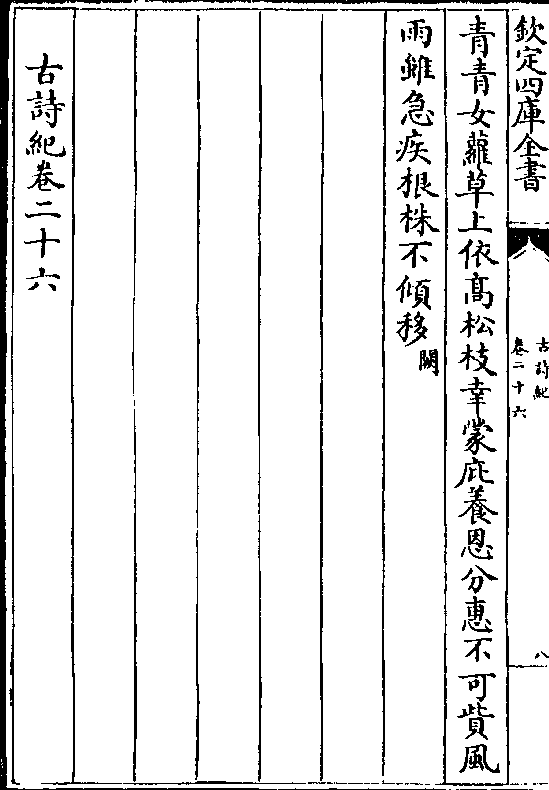 欽定四庫全書
古詩紀
卷二十六
八
青青女蘿草上依髙松枝幸蒙庇養恩分惠不可貲風
雨雖急疾根株不傾移闕
古詩紀卷二十六